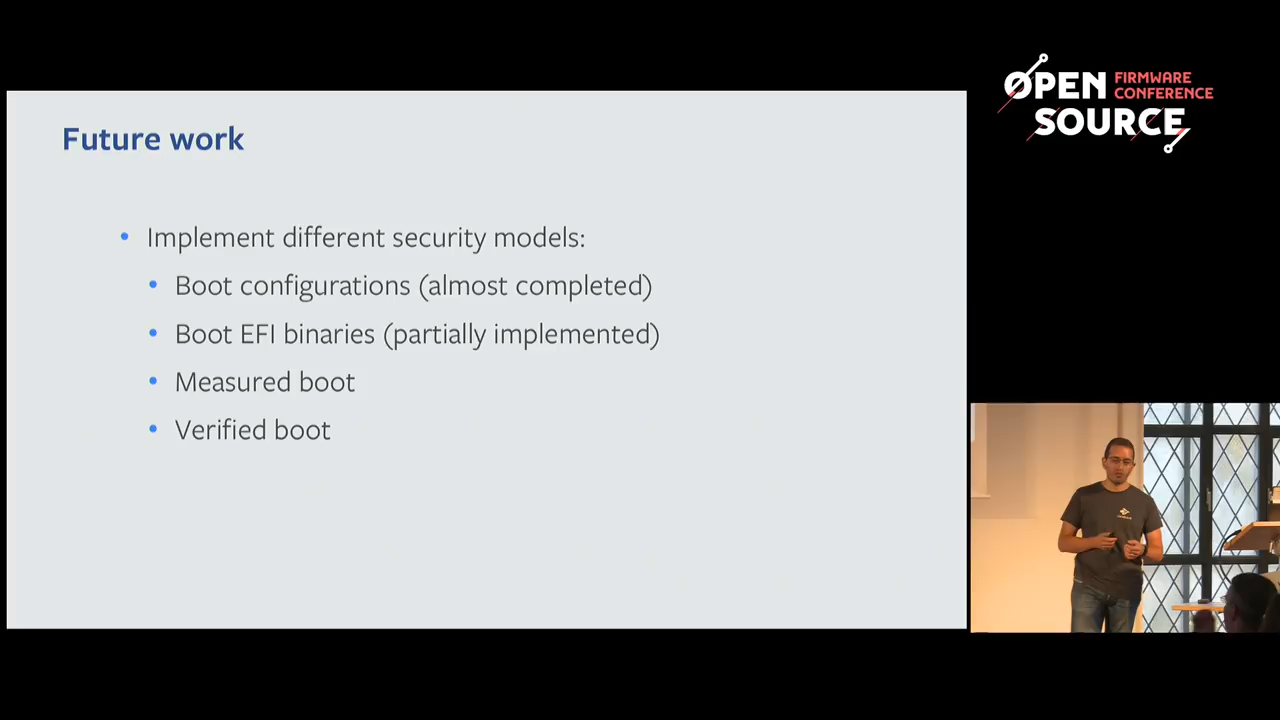 OPEN FIRMWARE
CONFERENCE
SOURCE
Future work
Implement different security models:
Boot configurations (almost completed)
Boot EFI binaries (partially implemented)
Measured boot
Verified boot